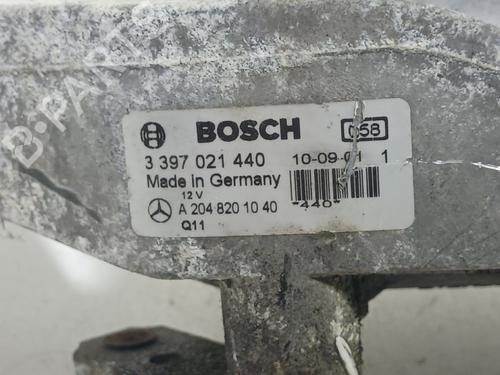 B-PARTS
BOSCH 058
3 397 021 440 10-09-01 1
Made in Germany
12 V
A 204 820 10 40 -440-
Q11